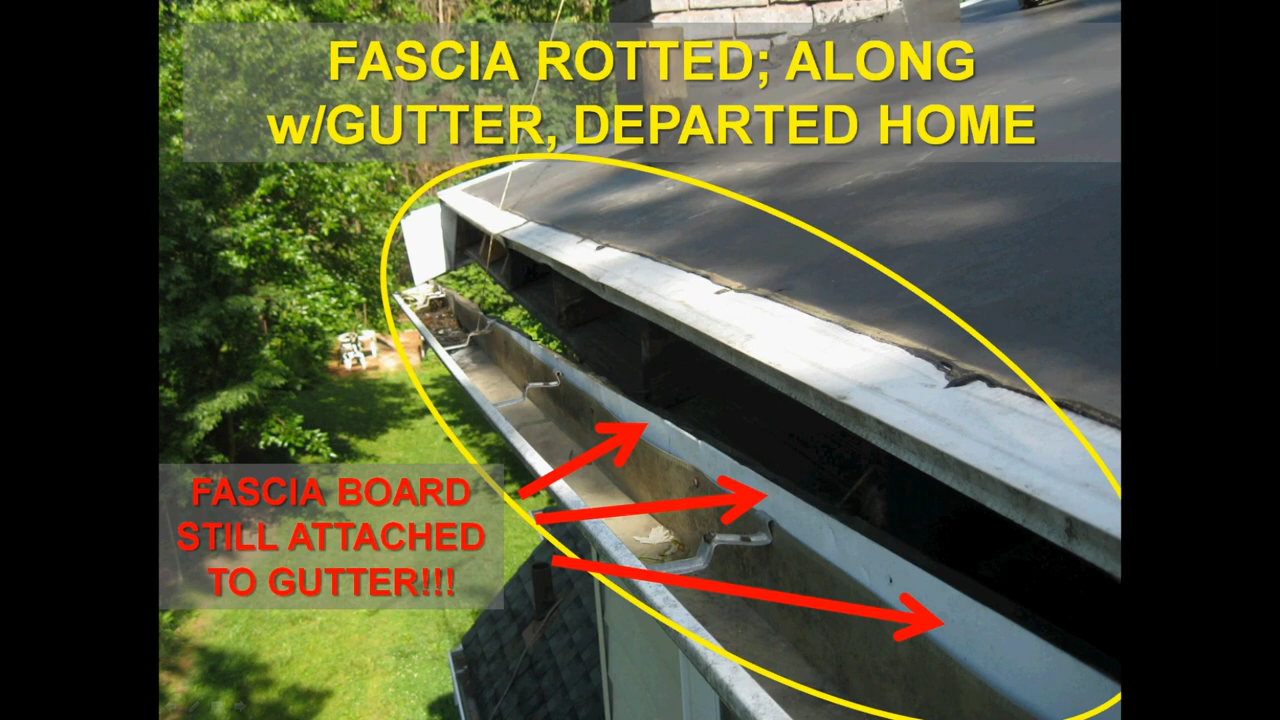 FASCIA ROTTED; ALONG
w/GUTTER, DEPARTED HOME
FASCIA BOARD
STILL ATTACHED
TO GUTTER!!!